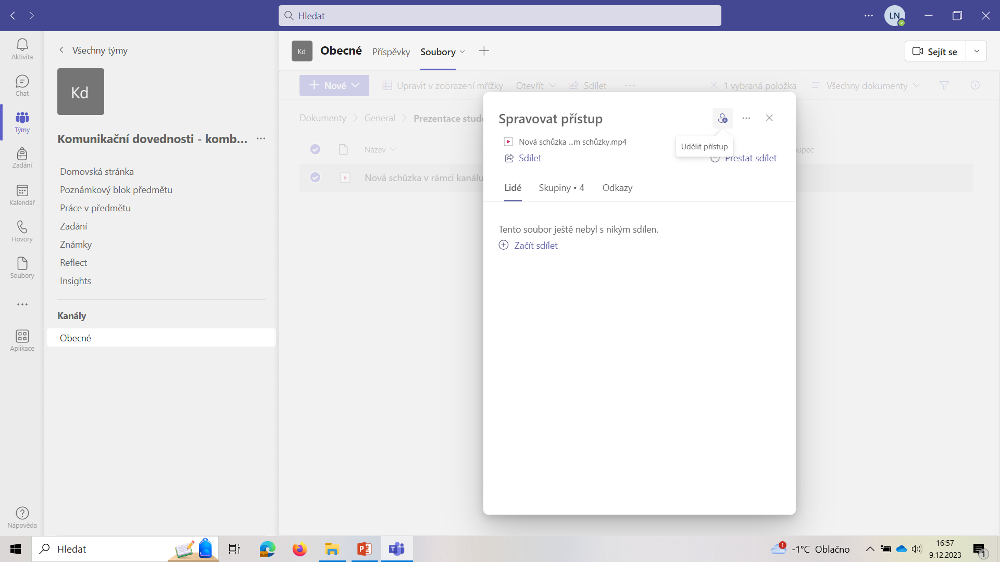 Hledat
LN
Aktivita
Chat
Týmy
Zadání
Kalendář
Hovory
Soubory
Aplikace
Nápověda
Všechny týmy
Kd
Komunikační dovednosti - komb...
Domovská stránka
Poznámkový blok předmětu
Práce v předmětu
Zadání
Známky
Reflect
Insights
Kanály
Obecné
Kd Obecné Příspěvky Soubory
Sejít se
Nové Upravit v zobrazení mřížky Otevřít Sdílet 1 vybraná položka Všechny dokumenty
Dokumenty General Prezentace
Název
Nová schůzka v rámci kanálu
Spravovat přístup
Udělit přístup
Nová schůzka ...m schůzky.mp4
Sdílet Přestat sdílet
Lidé Skupiny • 4 Odkazy
Tento soubor ještě nebyl s nikým sdílen.
Začít sdílet
Hledat
1
-1°C Oblačno
16:57
9.12.2023
1